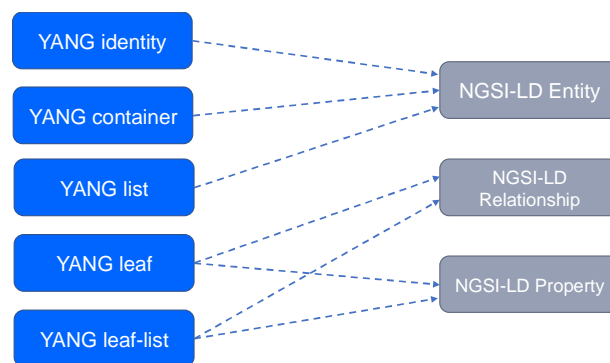 YANG identity
YANG container
YANG list
YANG leaf
YANG leaf-list
NGSI-LD Entity
NGSI-LD
Relationship
NGSI-LD Property